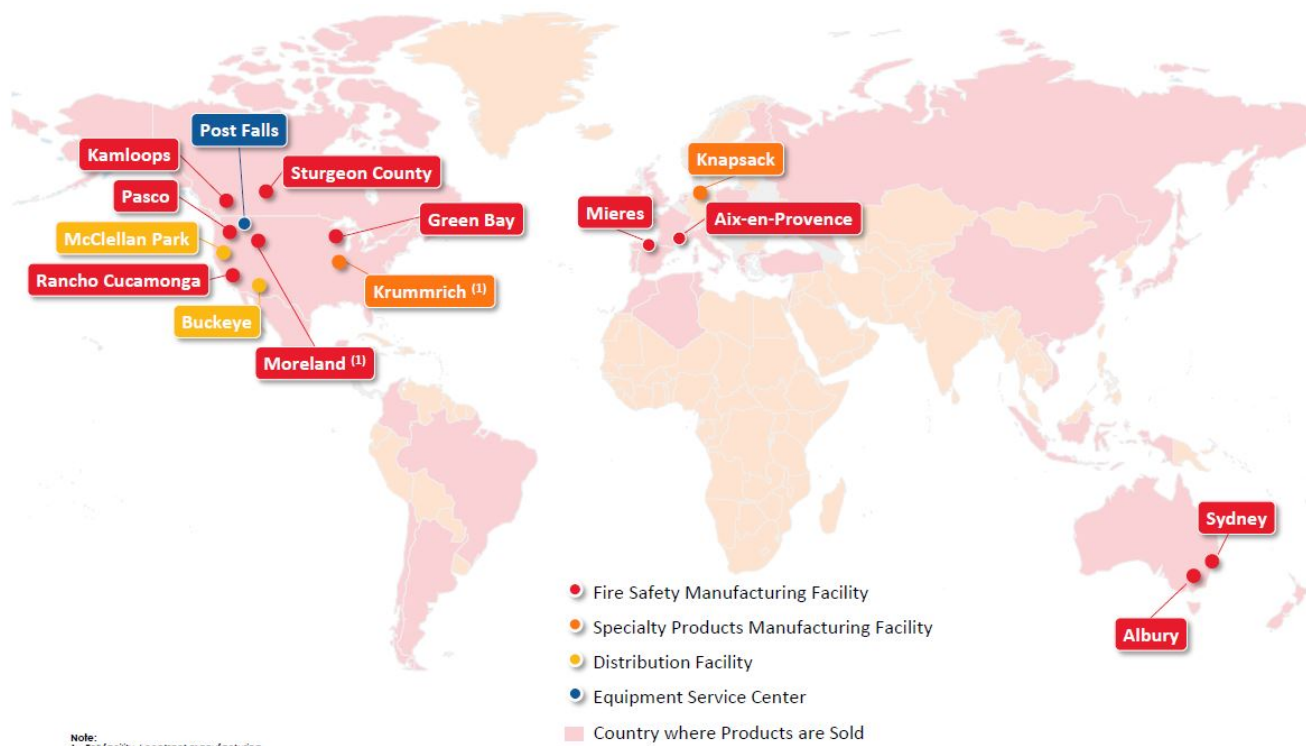 Post Falls
Kamloops
Sturgeon County
Pasco
Green Bay
McClellan Park
Rancho Cucamonga
Krummrich (1)
Buckeye
Moreland (1)
Knapsack
Mieres
Aix-en-Provence
Sydney
Albury
Fire Safety Manufacturing Facility
Specialty Products Manufacturing Facility
Distribution Facility
Equipment Service Center
Country where Products are Sold
Note: